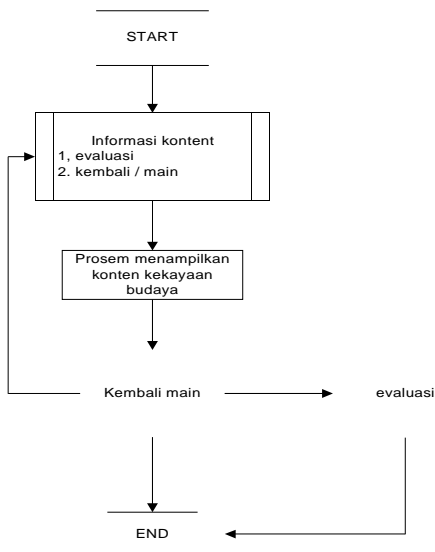 START
Informasi kontent
1, evaluasi
2. kembali / main
Prosem menampilkan
konten kekayaan
budaya
Kembali main
evaluasi
END